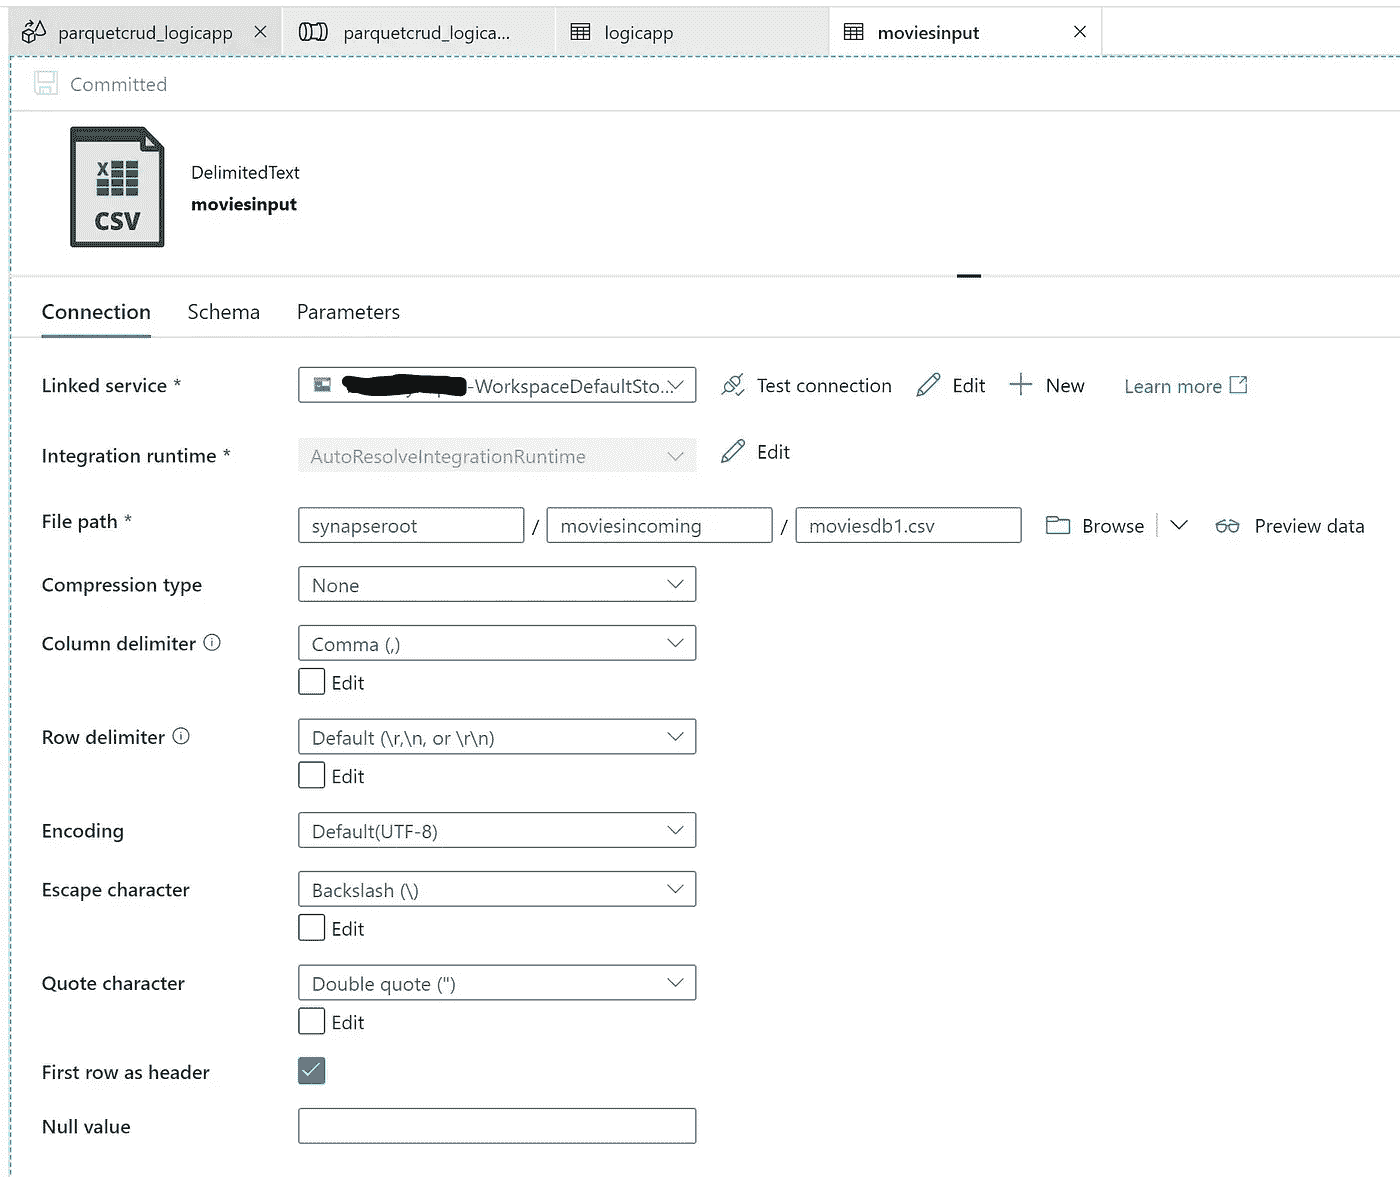 parquetcrud_logicapp
parquetcrud_logica...
logicapp
moviesinput
Committed
X
CSV
DelimitedText
moviesinput
Connection Schema Parameters
Linked service * -WorkspaceDefaultSto... Test connection Edit New Learn more
Integration runtime * AutoResolveIntegrationRuntime Edit
File path * synapseroot / moviesincoming / moviesdb1.csv Browse Preview data
Compression type None
Column delimiter Comma (,)
Edit
Row delimiter Default (\r,\n, or \r\n)
Edit
Encoding Default(UTF-8)
Escape character Backslash (\)
Edit
Quote character Double quote (")
Edit
First row as header
Null value